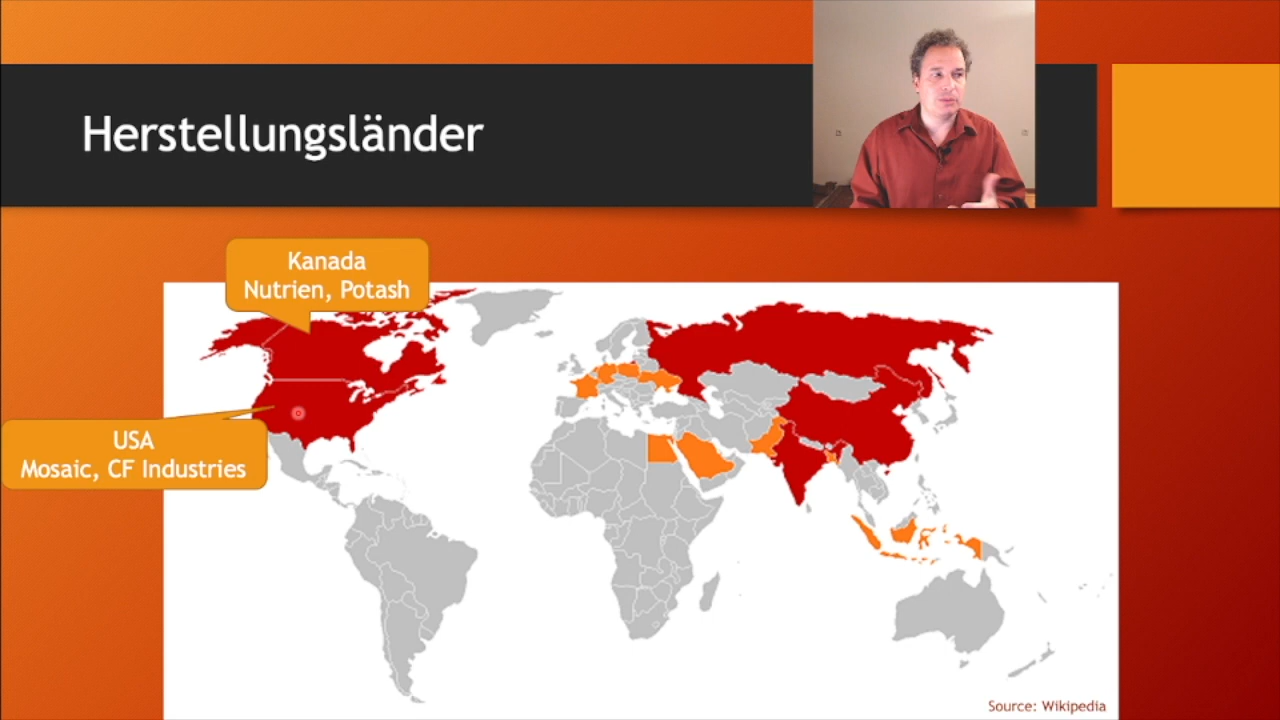 Herstellungsländer
Kanada
Nutrien, Potash
USA
Mosaic, CF Industries
Source: Wikipedia